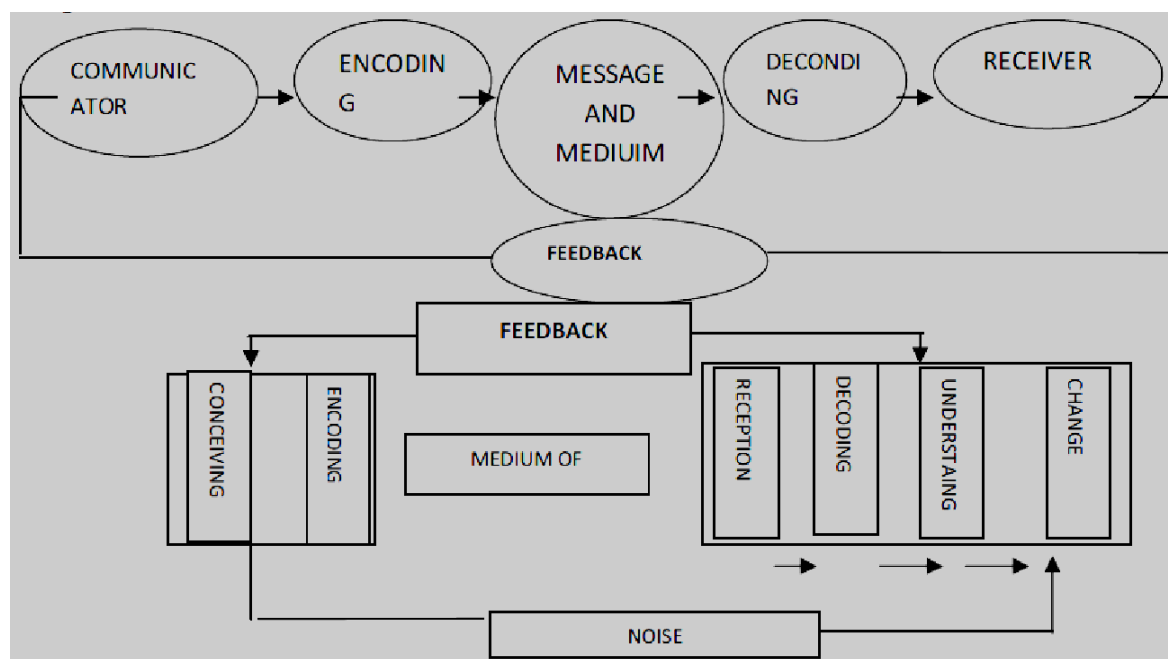 COMMUNIC
ATOR
ENCODIN
G
MESSAGE
AND
MEDIUIM
DECONDI
NG
RECEIVER
FEEDBACK
FEEDBACK
CONCEIVING
ENCODING
MEDIUM OF
RECEPTION
DECODING
UNDERSTAING
CHANGE
NOISE